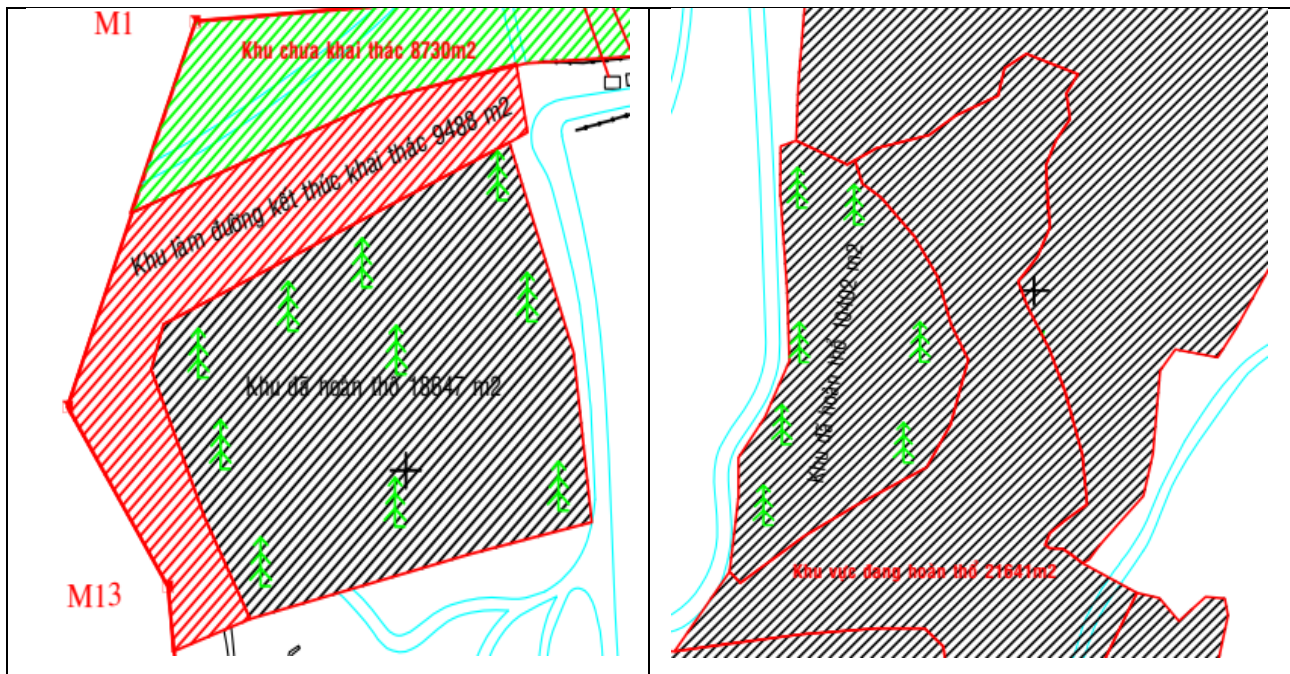 M1
Khu chưa khai thác 8730m2
Khu làm đường kết thúc khai thác 9488 m2
Khu đã hoàn thổ 18647 m2
M13
Khu đã hoàn thổ 10402 m2
Khu vực đang hoàn thổ 21641m2